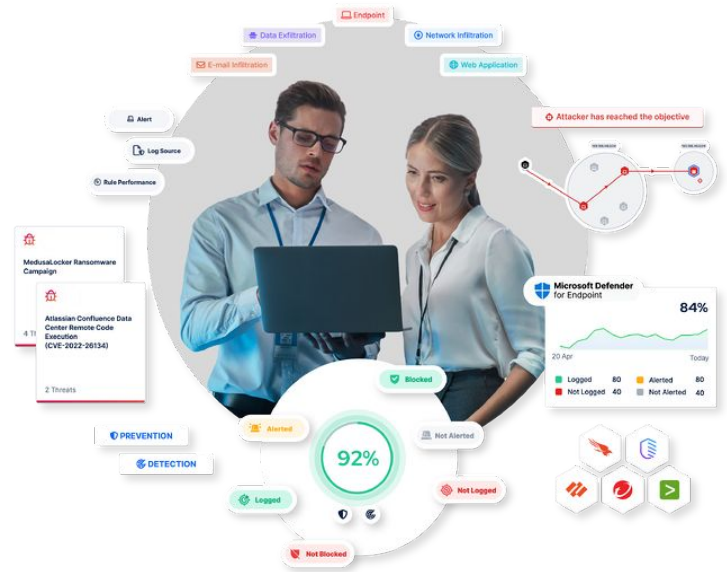 Endpoint
Data Exfiltration
Network Infiltration
E-mail Infiltration
Web Application
Alert
Log Source
Rule Performance
Attacker has reached the objective
MedusaLocker Ransomware
Campaign
Atlassian Confluence Data
Center Remote Code
Execution
(CVE-2022-26134)
4 Th
2 Threats
Microsoft Defender
for Endpoint
84%
20 Apr
Today
Logged 80
Alerted 80
Not Logged 40
Not Alerted 40
PREVENTION
DETECTION
Blocked
Alerted
Not Alerted
92%
Logged
Not Logged
Not Blocked